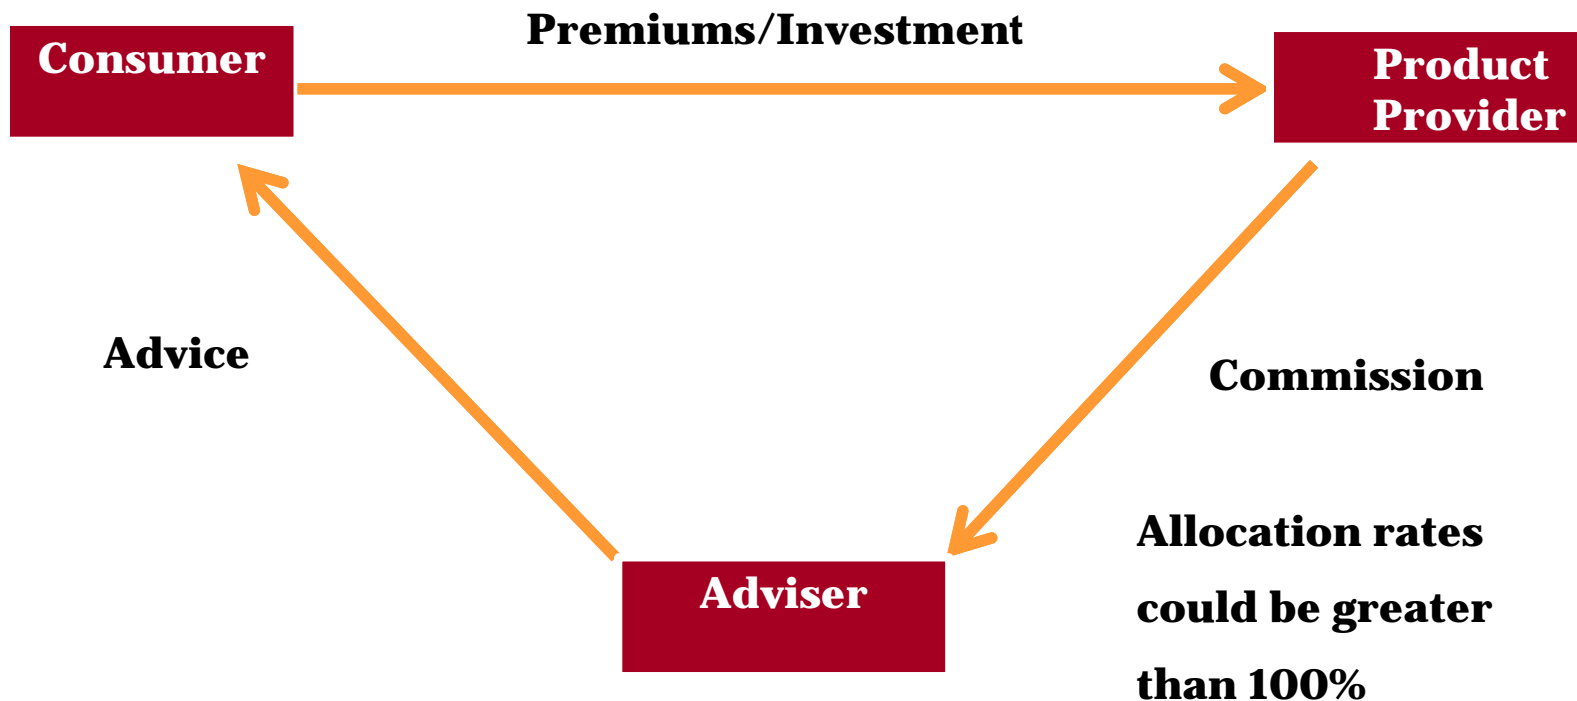 Premiums/Investment
Consumer
Product
Provider
Advice
Commission
Allocation rates
could be greater
than 100%
Adviser